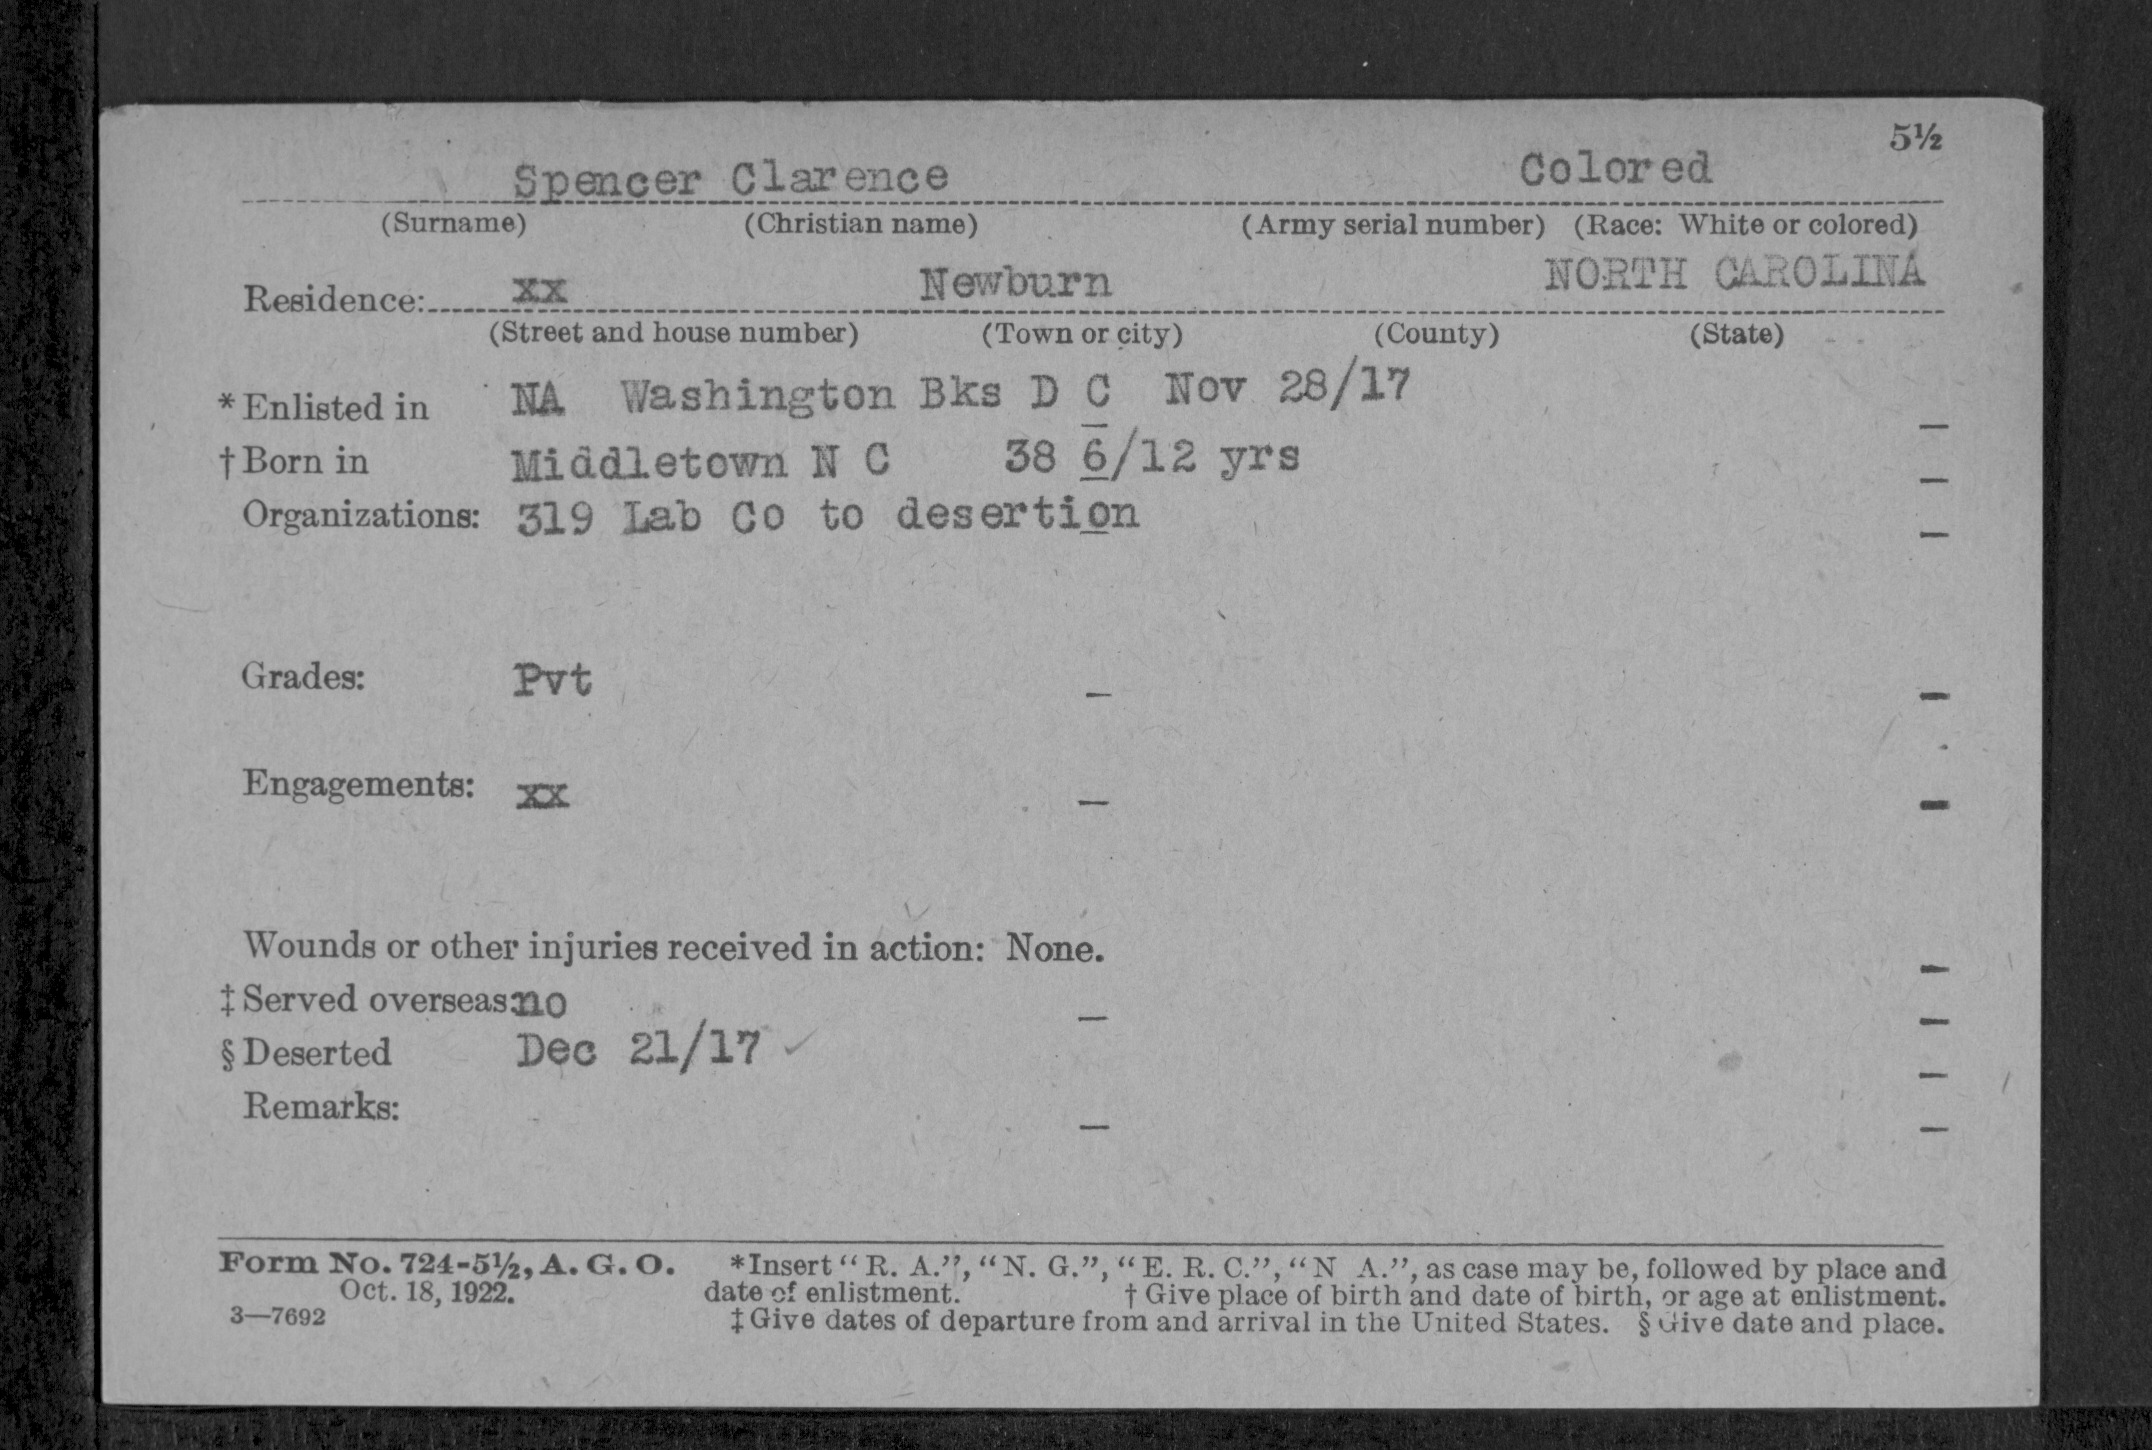 5½
Spencer Clarence Colored
(Surname) (Christian name) (Army serial number) (Race: White or colored)
Residence: xx Newburn NORTH CAROLINA
(Street and house number) (Town or city) (County) (State)
*Enlisted in NA Washington Bks D C Nov 28/17
†Born in Middletown N C 38 6/12 yrs
Organizations: 319 Lab Co to desertion
Grades: Pvt
Engagements: xx
Wounds or other injuries received in action: None.
‡Served overseas: no
§Deserted Dec 21/17 ✓
Remarks:
Form No. 724-5½, A. G. O. *Insert "R. A.", "N. G.", "E. R. C.", "N A.", as case may be, followed by place and
Oct. 18, 1922. date of enlistment. †Give place of birth and date of birth, or age at enlistment.
3—7692 ‡Give dates of departure from and arrival in the United States. §Give date and place.